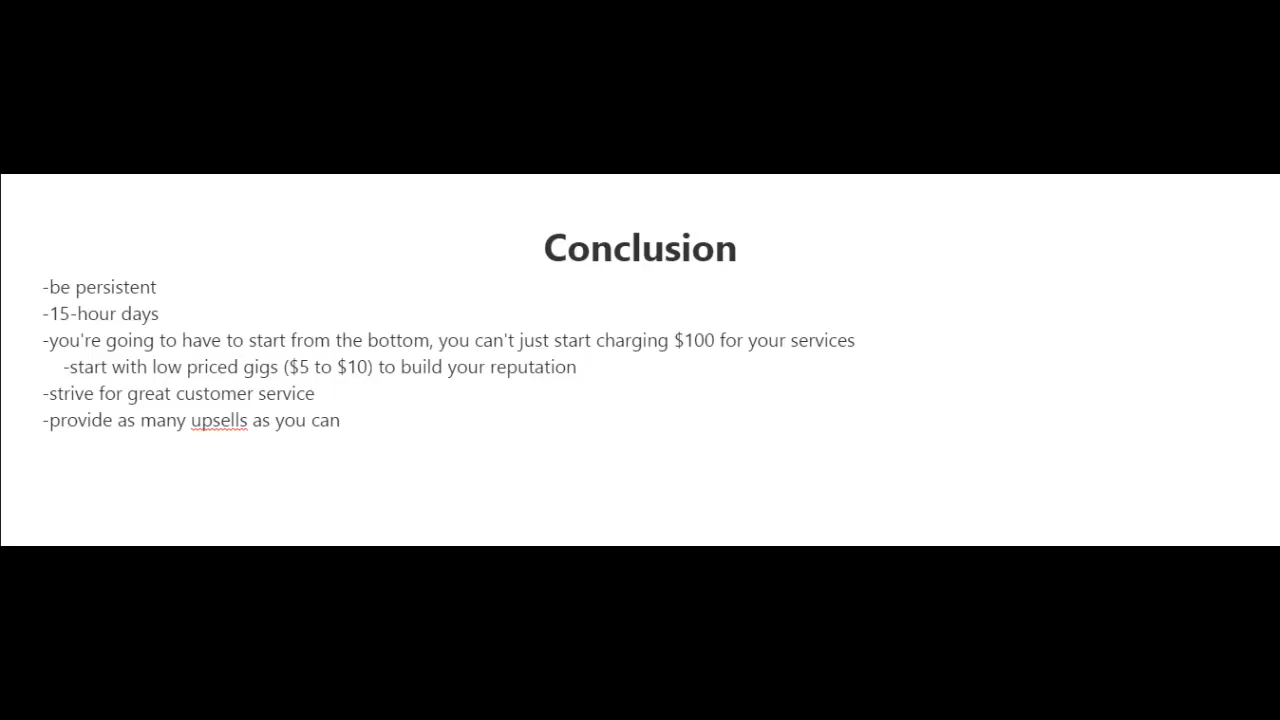 Conclusion
-be persistent
-15-hour days
-you're going to have to start from the bottom, you can't just start charging $100 for your services
-start with low priced gigs ($5 to $10) to build your reputation
-strive for great customer service
-provide as many upsells as you can